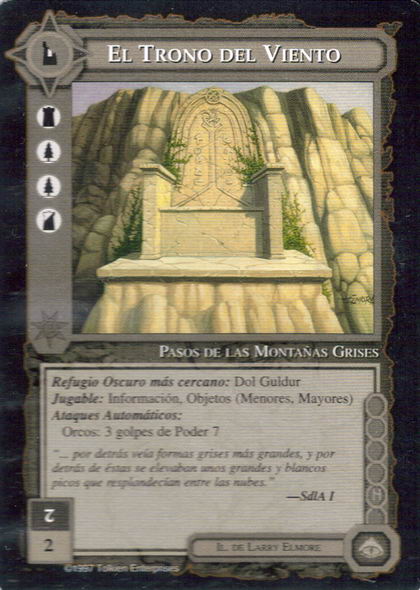 El Trono del Viento
Pasos de las Montañas Grises
Refugio Oscuro más cercano: Dol Guldur
Jugable: Información, Objetos (Menores, Mayores)
Ataques Automáticos:
Orcos: 3 golpes de Poder 7
"... por detrás veía formas grises más grandes, y por
detrás de éstas se elevaban unos grandes y blancos
picos que resplandecían entre las nubes."
—SdlA I
2
2
Il. de Larry Elmore
©1997 Tolkien Enterprises